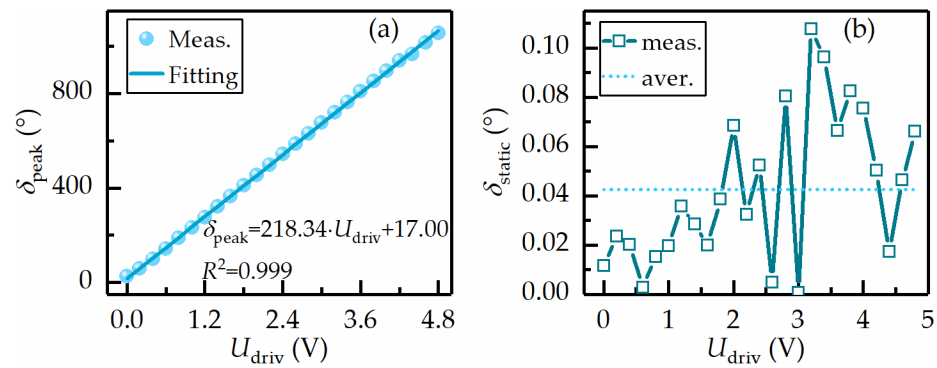 (a)
Meas.
Fitting
800
400
0
δpeak (°)
δpeak=218.34·Udriv+17.00
R²=0.999
0.0 1.2 2.4 3.6 4.8
Udriv (V)
(b)
meas.
aver.
0.10
0.08
0.06
0.04
0.02
0.00
δstatic (°)
0 1 2 3 4 5
Udriv (V)